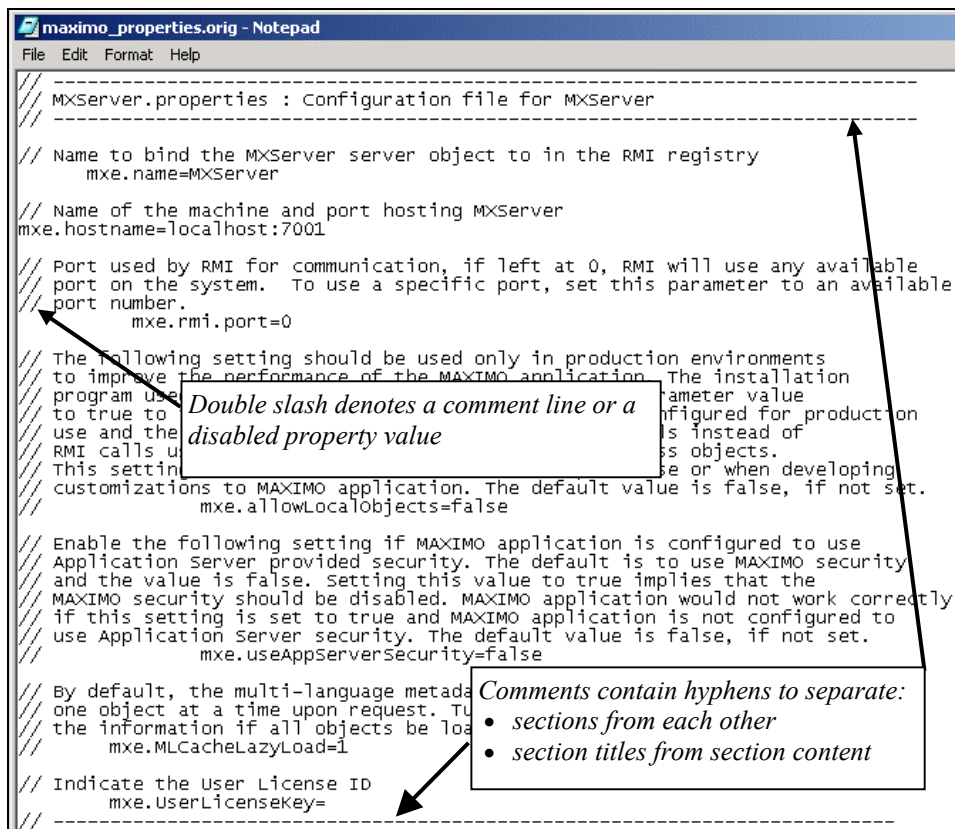 maximo_properties.orig - Notepad
File Edit Format Help
// ----------------------------------------------------------------------------
// MXServer.properties : Configuration file for MXServer
// ----------------------------------------------------------------------------
// Name to bind the MXServer server object to in the RMI registry
mxe.name=MXServer
// Name of the machine and port hosting MXServer
mxe.hostname=localhost:7001
// Port used by RMI for communication, if left at 0, RMI will use any available
// port on the system. To use a specific port, set this parameter to an available
// port number.
mxe.rmi.port=0
// The following setting should be used only in production environments
// to improve the performance of the MAXIMO application. The installation
// program rameter value
// to true to nfigured for production
// use and the instead of
// RMI calls objects.
// This setting or when developing
// customizations to MAXIMO application. The default value is false, if not set.
// mxe.allowLocalObjects=false
Double slash denotes a comment line or a
disabled property value
// Enable the following setting if MAXIMO application is configured to use
// Application Server provided security. The default is to use MAXIMO security
// and the value is false. Setting this value to true implies that the
// MAXIMO security should be disabled. MAXIMO application would not work correctly
// if this setting is set to true and MAXIMO application is not configured to
// use Application Server security. The default value is false, if not set.
// mxe.useAppServerSecurity=false
// By default, the multi-language metada
// one object at a time upon request.
// the information if all objects be
// mxe.MLCacheLazyLoad=1
Comments contain hyphens to separate:
• sections from each other
• section titles from section content
// Indicate the User License ID
mxe.UserLicenseKey=
// --------------------------------------------------------------------------